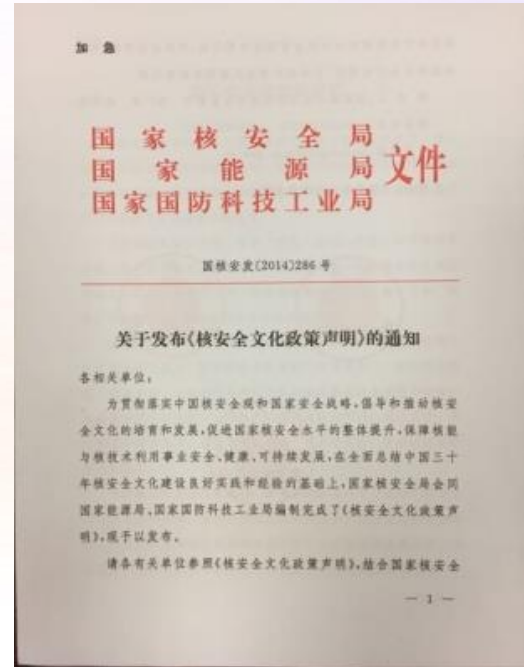 加 急
国家核安全局
国家能源局 文件
国家国防科技工业局
国核安发〔2014〕286 号
关于发布《核安全文化政策声明》的通知
各相关单位：
为贯彻落实中国核安全观和国家安全战略，倡导和推动核安
全文化的培育和发展，促进国家核安全水平的整体提升，保障核能
与核技术利用事业安全、健康、可持续发展，在全面总结中国三十
年核安全文化建设良好实践和经验的基础上，国家核安全局会同
国家能源局、国家国防科技工业局编制完成了《核安全文化政策声
明》，现予以发布。
请各有关单位参照《核安全文化政策声明》，结合国家核安全
— 1 —